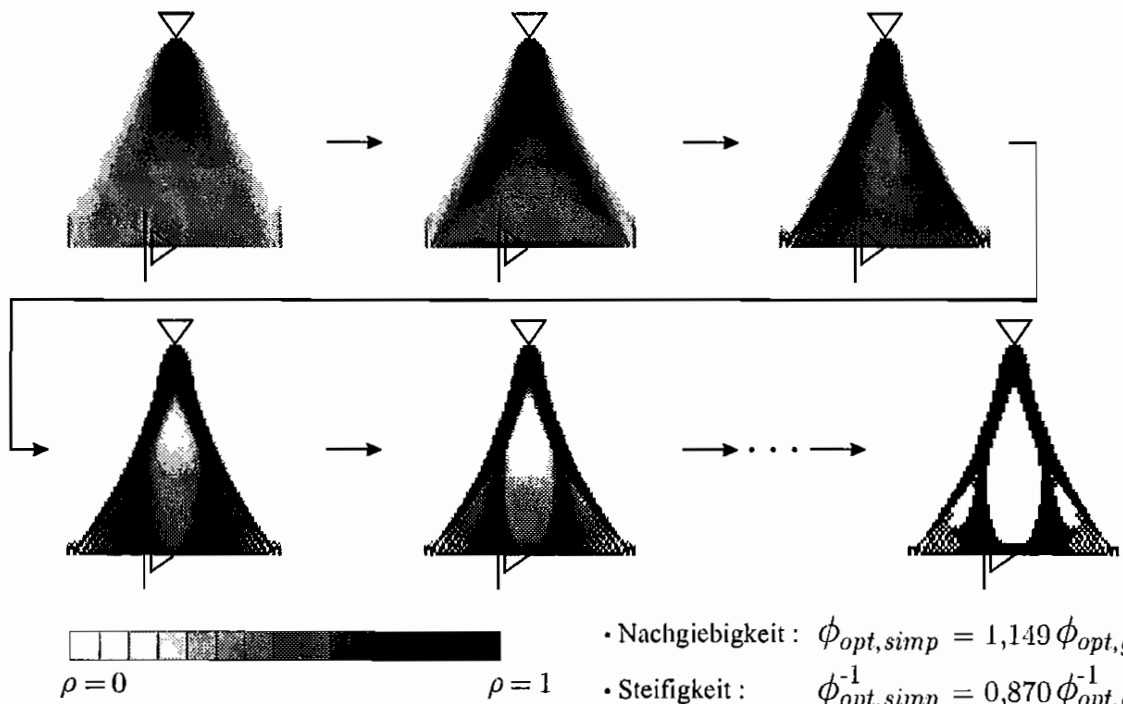 ρ = 0
ρ = 1
• Nachgiebigkeit : ϕ_opt,simp = 1,149 ϕ_opt,
• Steifigkeit : ϕ^-1_opt,simp = 0,870 ϕ^-1_opt,